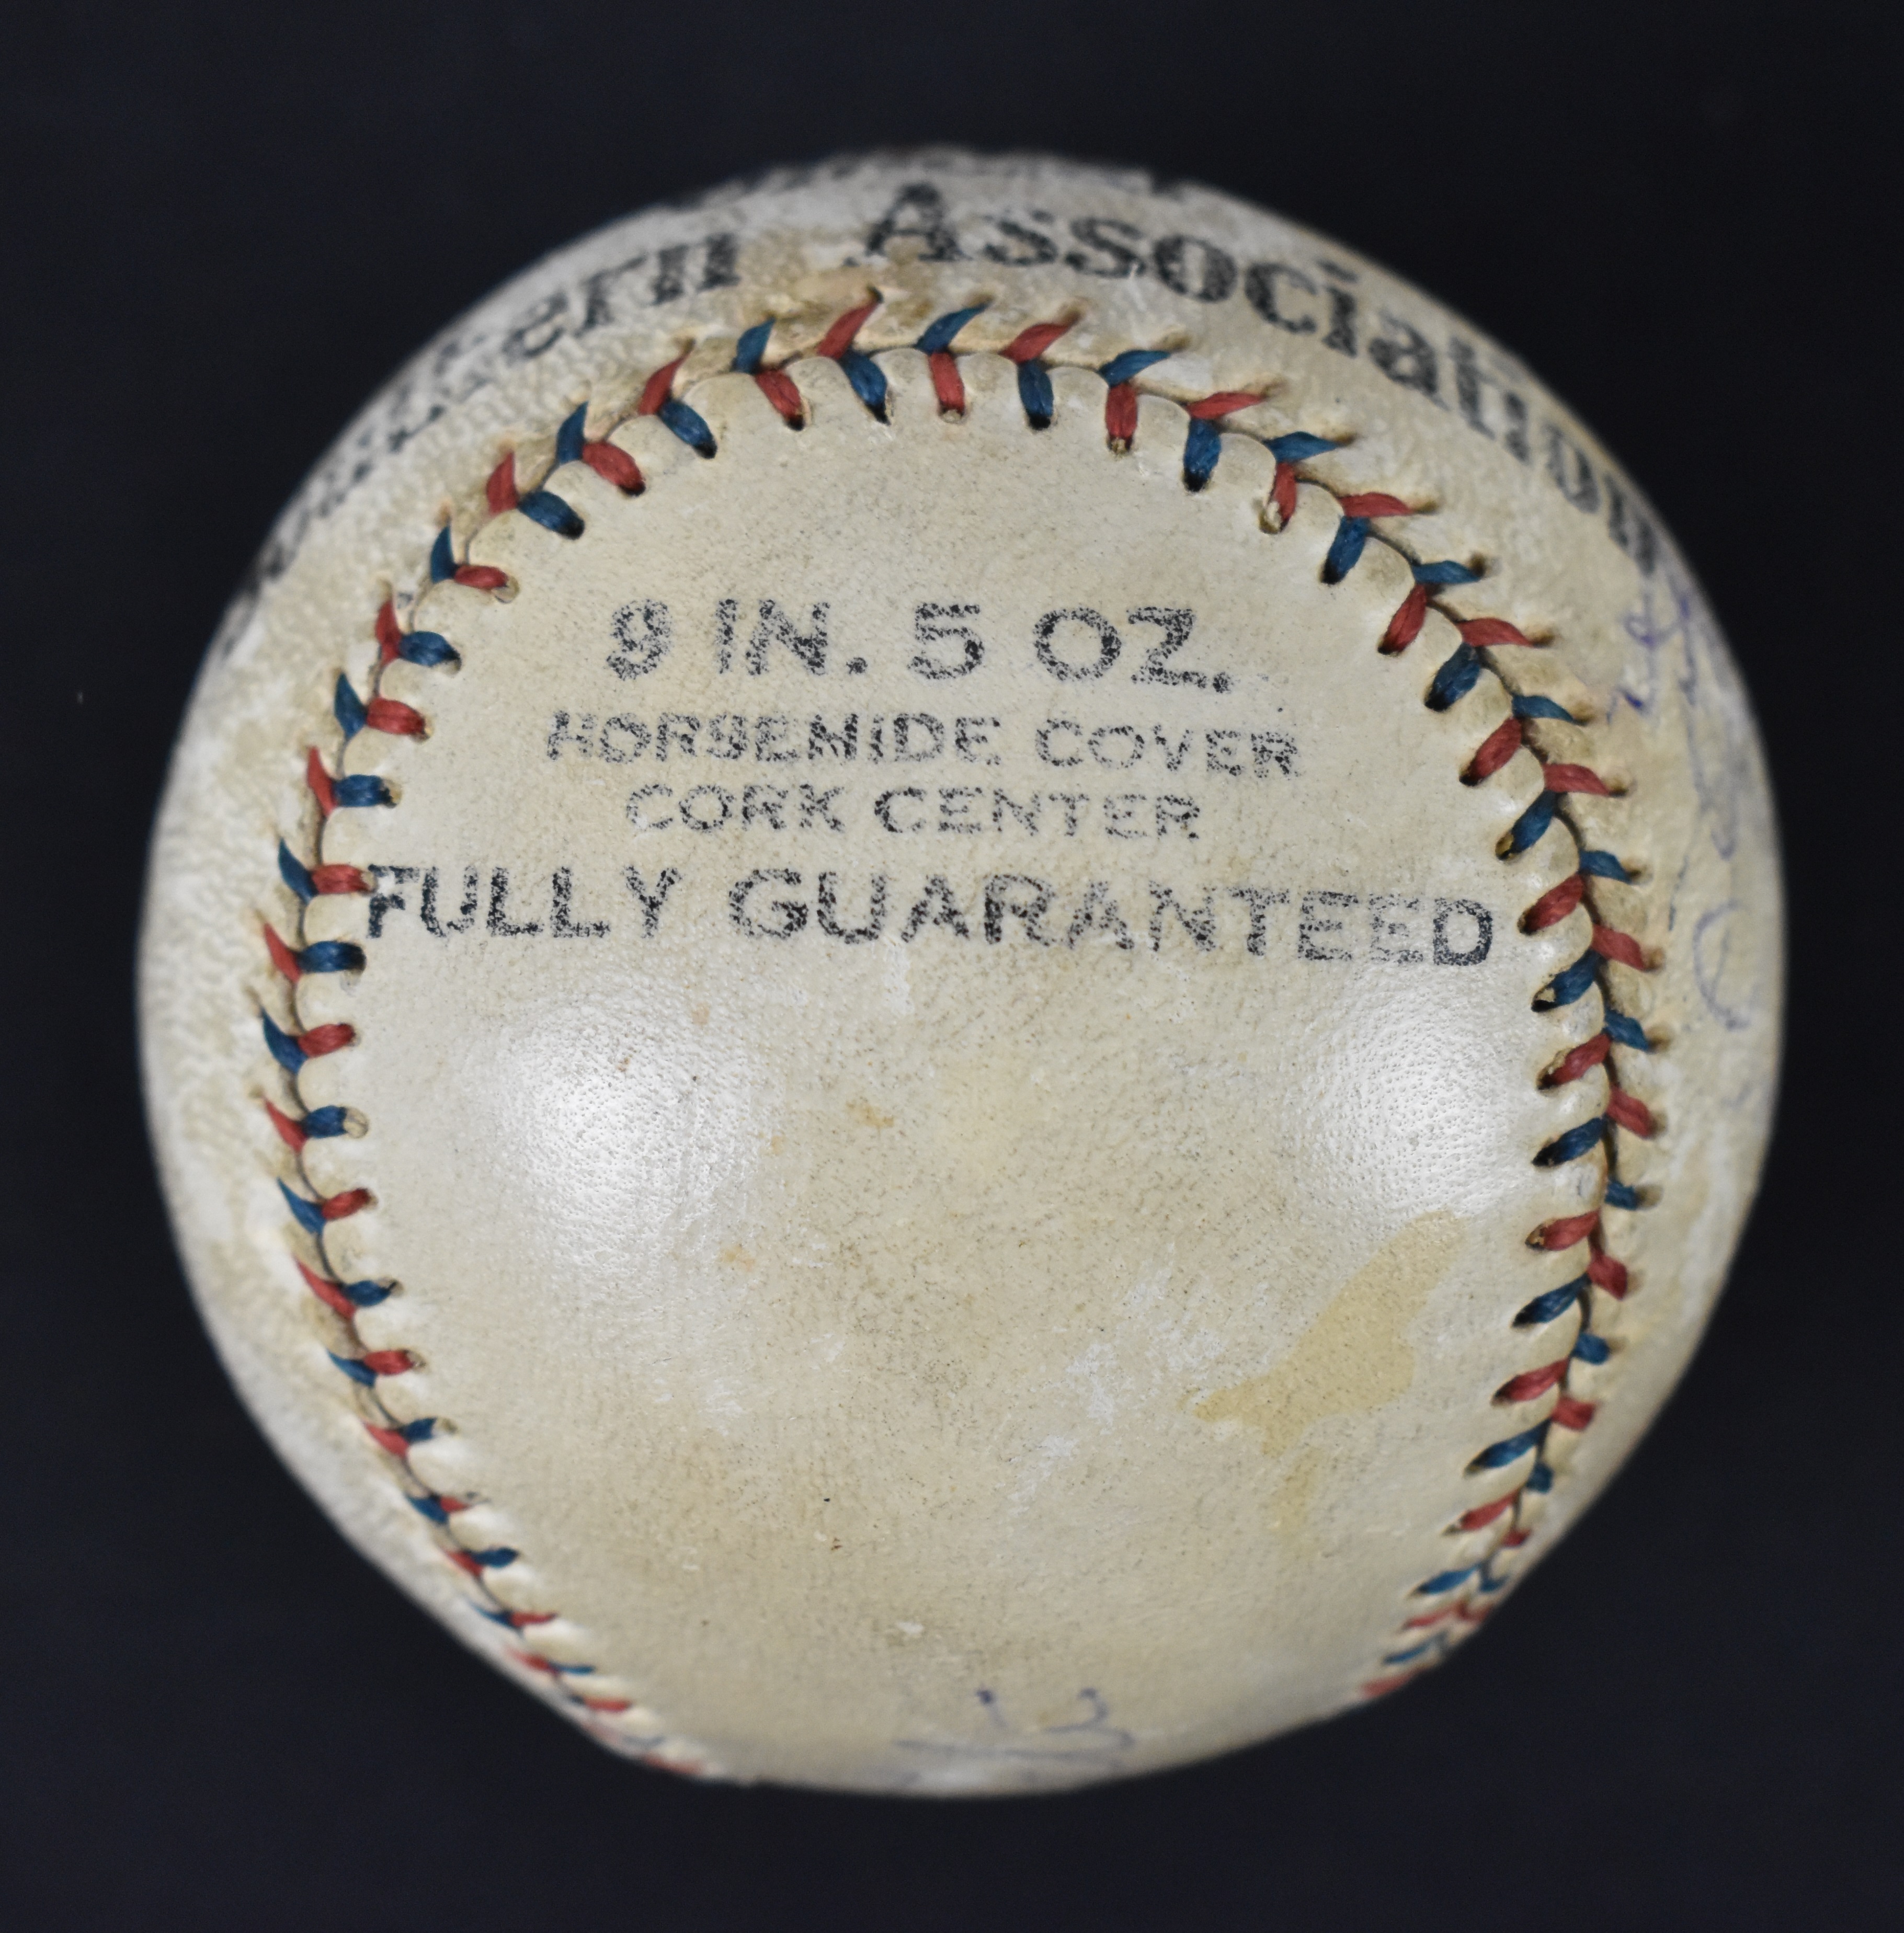 Association
9 IN. 5 OZ.
HORSEHIDE COVER
CORK CENTER
FULLY GUARANTEED